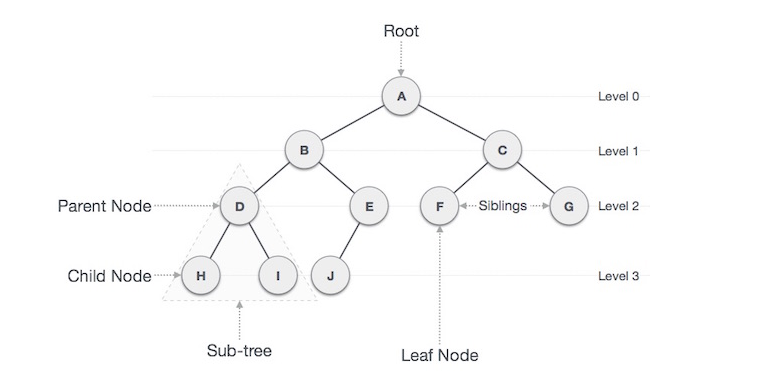 Root
A
Level 0
B
C
Level 1
Parent Node
D
E
F
Siblings
G
Level 2
Child Node
H
I
J
Level 3
Sub-tree
Leaf Node